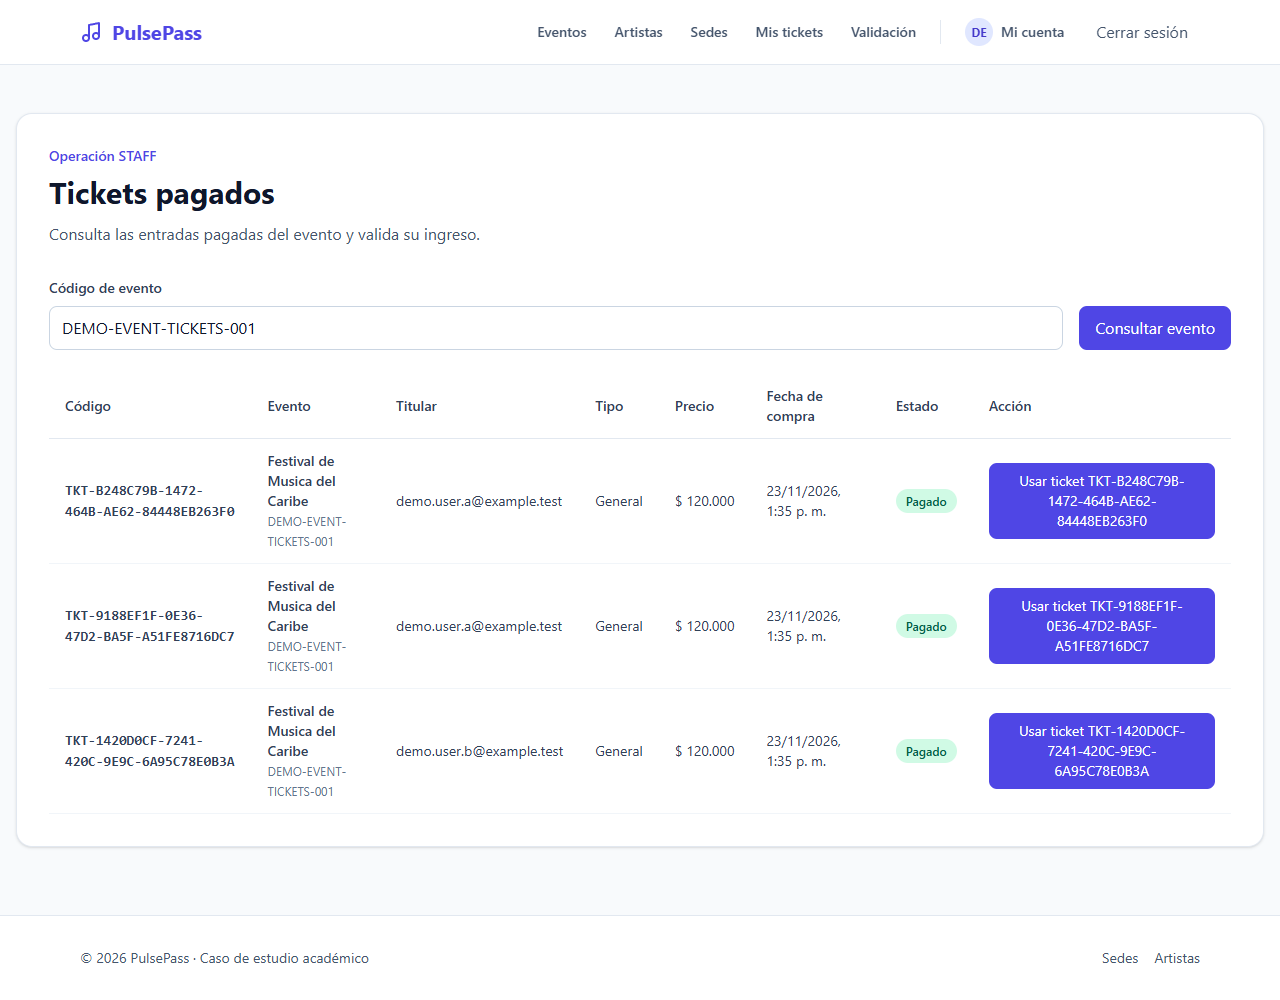 PulsePass
Eventos
Artistas
Sedes
Mis tickets
Validación
DE
Mi cuenta
Cerrar sesión
Operación STAFF
Tickets pagados
Consulta las entradas pagadas del evento y valida su ingreso.
Código de evento
DEMO-EVENT-TICKETS-001
Consultar evento
Código
Evento
Titular
Tipo
Precio
Fecha de
compra
Estado
Acción
TKT-B248C79B-1472-
464B-AE62-84448EB263F0
Festival de
Musica del
Caribe
DEMO-EVENT-
TICKETS-001
demo.user.a@example.test
General
$ 120.000
23/11/2026,
1:35 p. m.
Pagado
Usar ticket TKT-B248C79B-
1472-464B-AE62-
84448EB263F0
TKT-9188EF1F-0E36-
47D2-BA5F-A51FE8716DC7
Festival de
Musica del
Caribe
DEMO-EVENT-
TICKETS-001
demo.user.a@example.test
General
$ 120.000
23/11/2026,
1:35 p. m.
Pagado
Usar ticket TKT-9188EF1F-
0E36-47D2-BA5F-
A51FE8716DC7
TKT-1420D0CF-7241-
420C-9E9C-6A95C78E0B3A
Festival de
Musica del
Caribe
DEMO-EVENT-
TICKETS-001
demo.user.b@example.test
General
$ 120.000
23/11/2026,
1:35 p. m.
Pagado
Usar ticket TKT-1420D0CF-
7241-420C-9E9C-
6A95C78E0B3A
© 2026 PulsePass · Caso de estudio académico
Sedes
Artistas